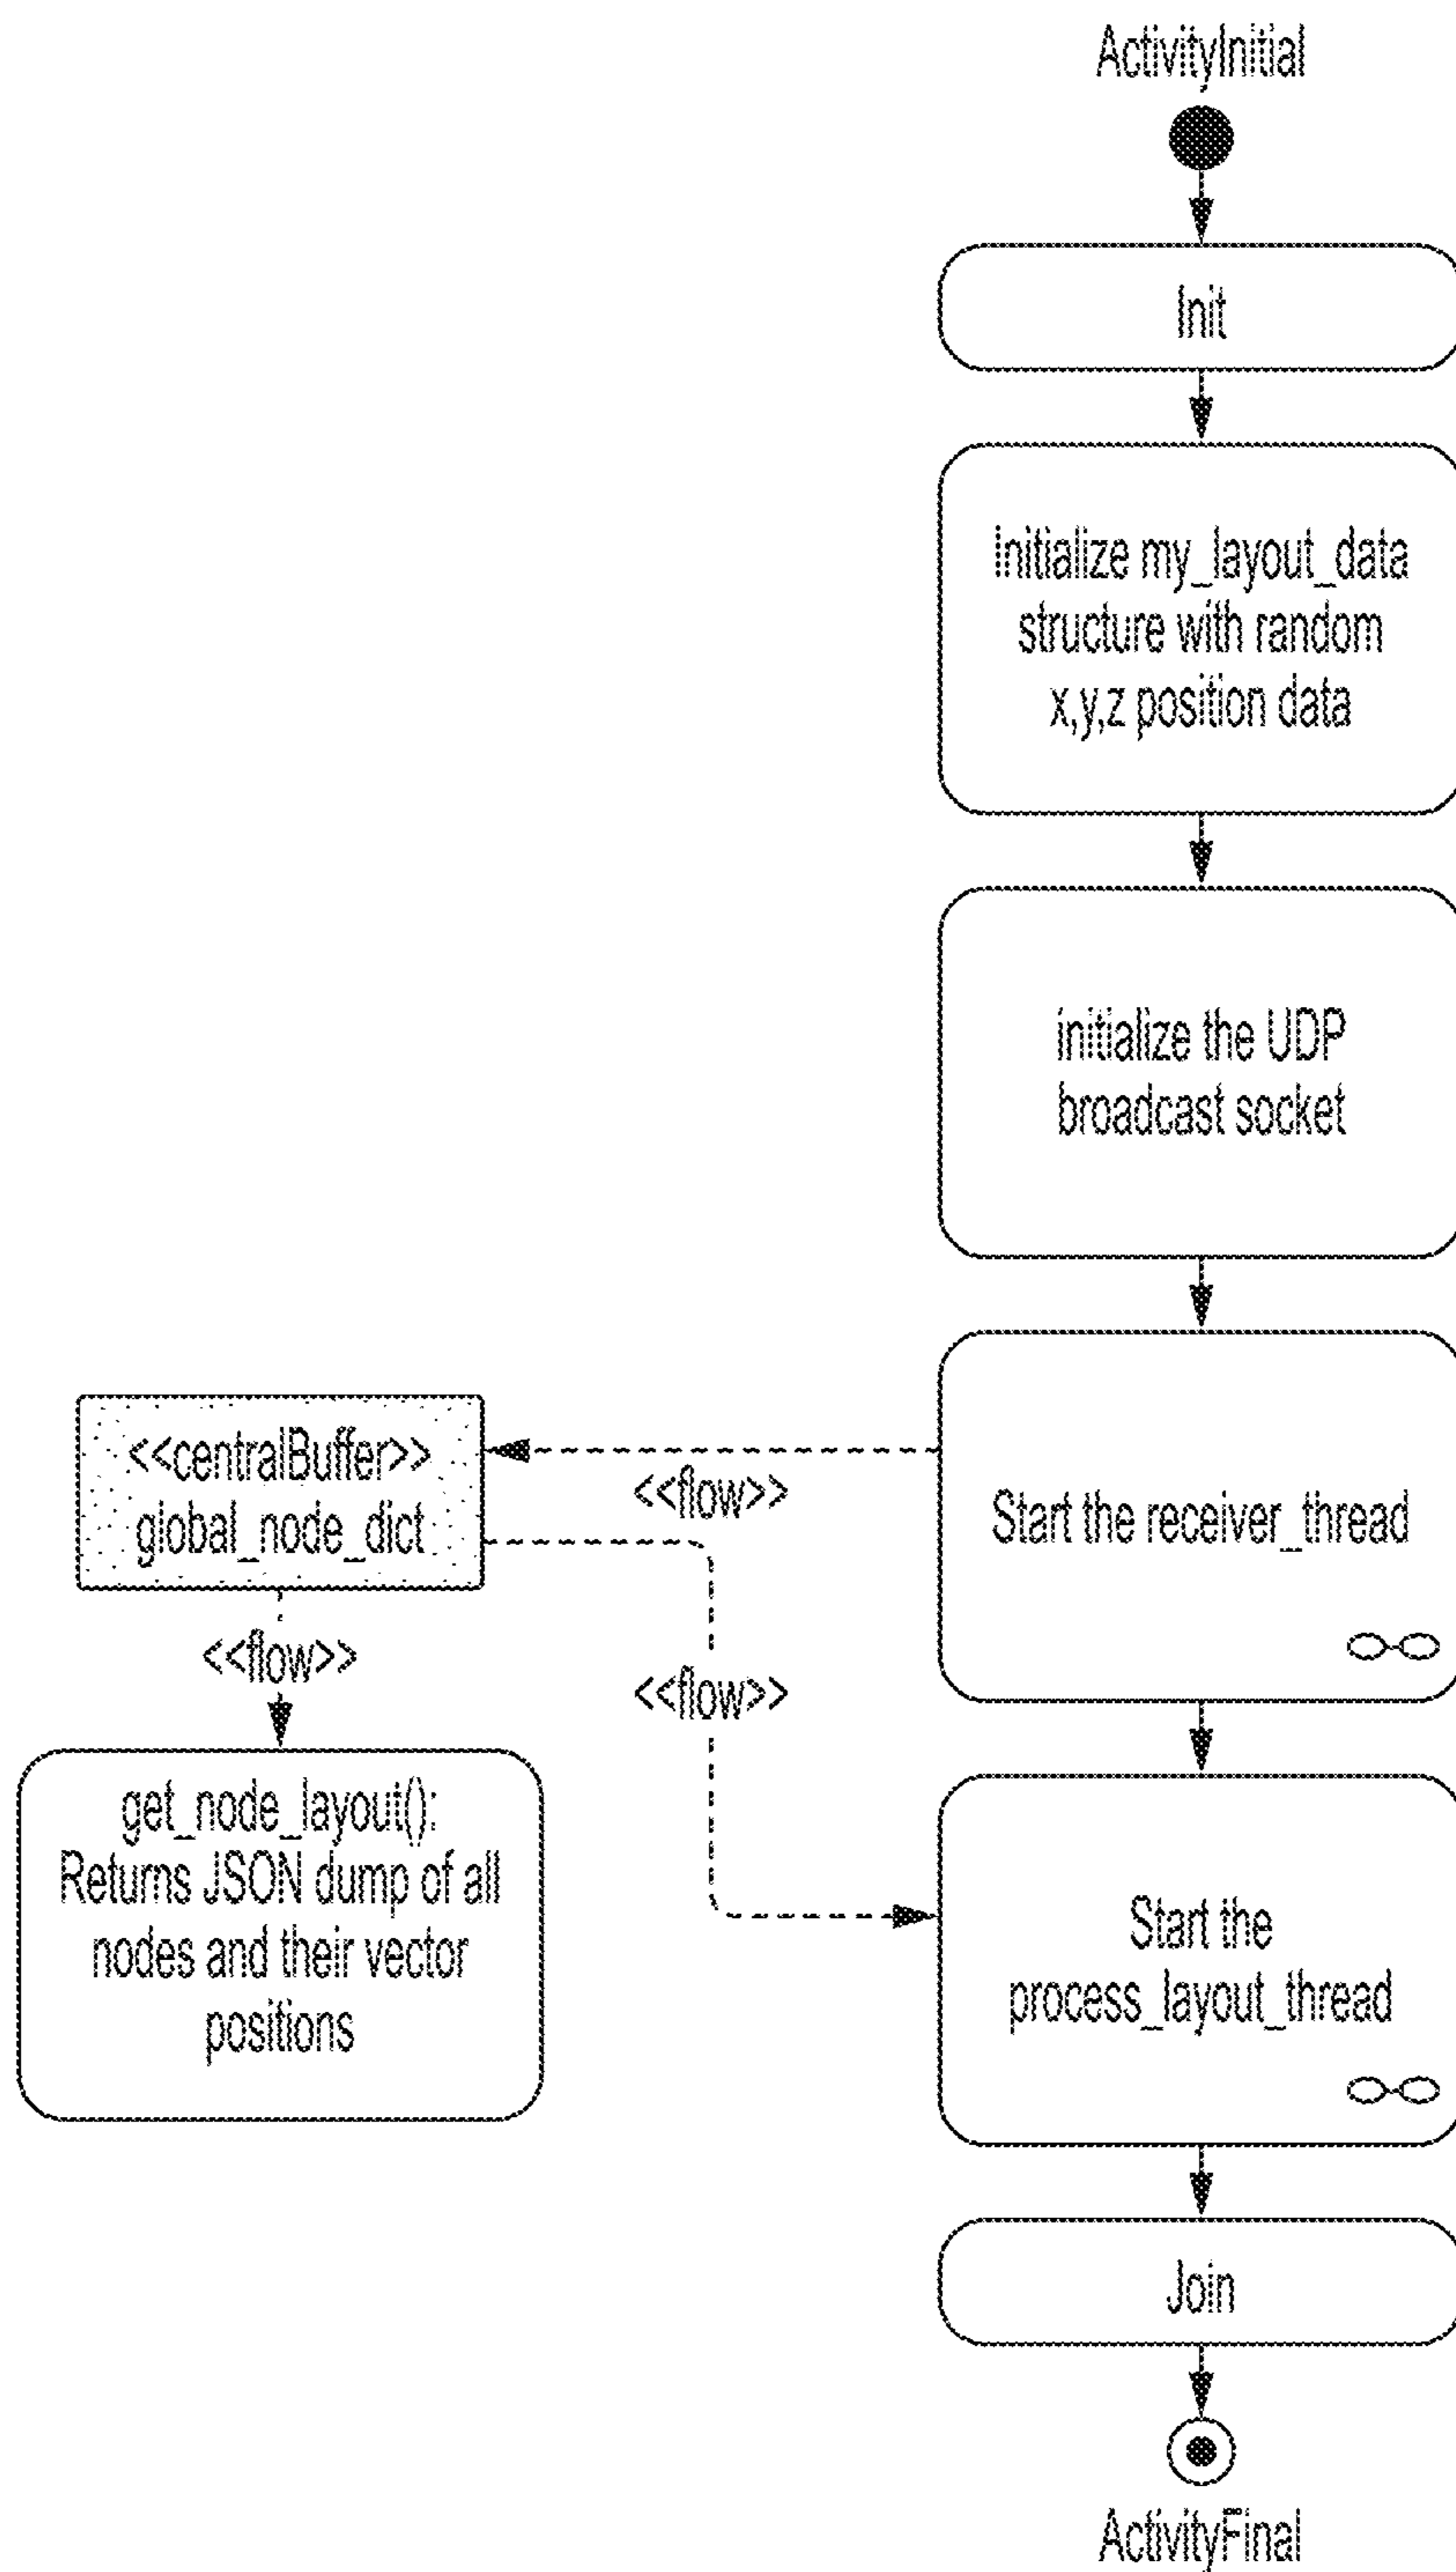 ActivityInitial
Init
Initialize my_layout_data
structure with random
x,y,z position data
initialize the UDP
broadcast socket
<<centralBuffer>>
global_node_dict
<<flow>>
Start the receiver_thread
<<flow>>
<<flow>>
get_node_layout():
Returns JSON dump of all
nodes and their vector
positions
Start the
process_layout_thread
Join
ActivityFinal